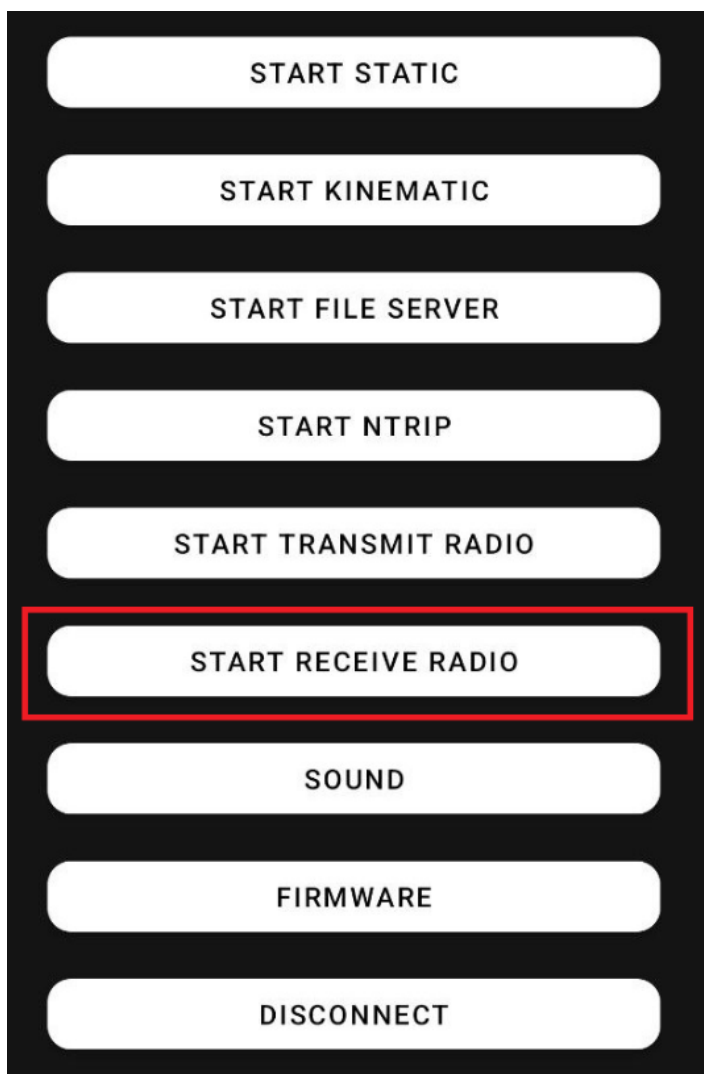 START STATIC
START KINEMATIC
START FILE SERVER
START NTRIP
START TRANSMIT RADIO
START RECEIVE RADIO
SOUND
FIRMWARE
DISCONNECT